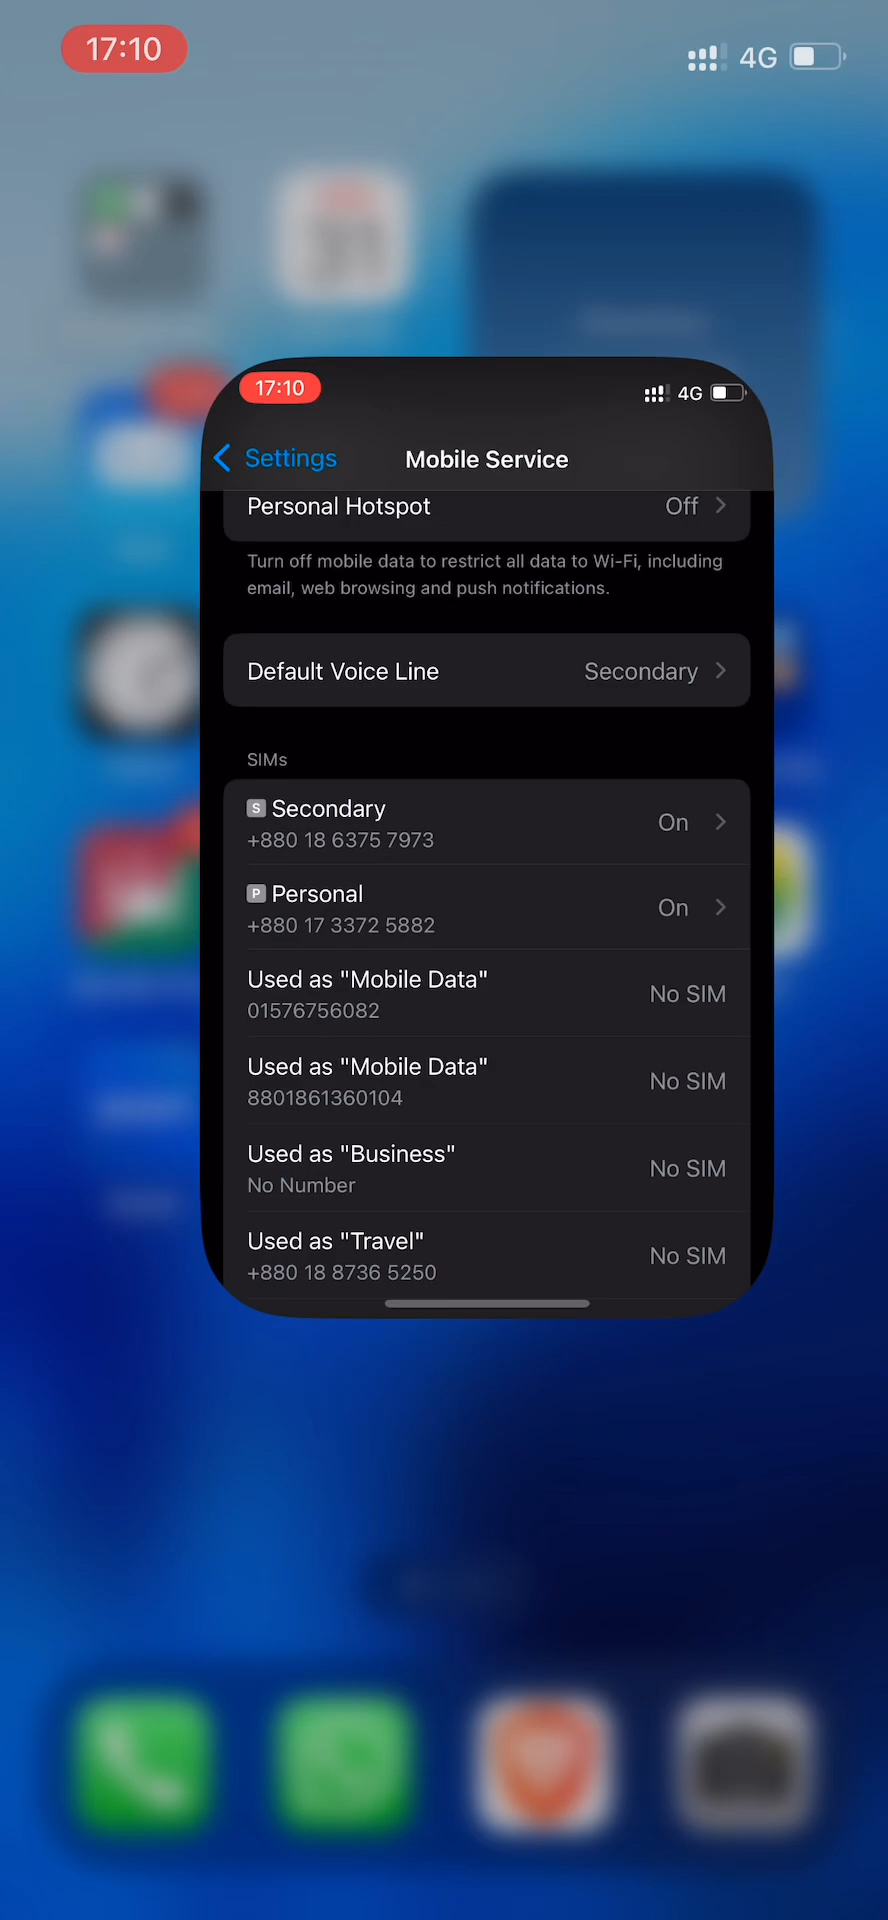 17:10
4G
17:10
4G
Settings
Mobile Service
Personal Hotspot
Off
Turn off mobile data to restrict all data to Wi-Fi, including
email, web browsing and push notifications.
Default Voice Line
Secondary
SIMs
S Secondary
On
+880 18 6375 7973
P Personal
On
+880 17 3372 5882
Used as "Mobile Data"
No SIM
01576756082
Used as "Mobile Data"
No SIM
8801861360104
Used as "Business"
No SIM
No Number
Used as "Travel"
No SIM
+880 18 8736 5250